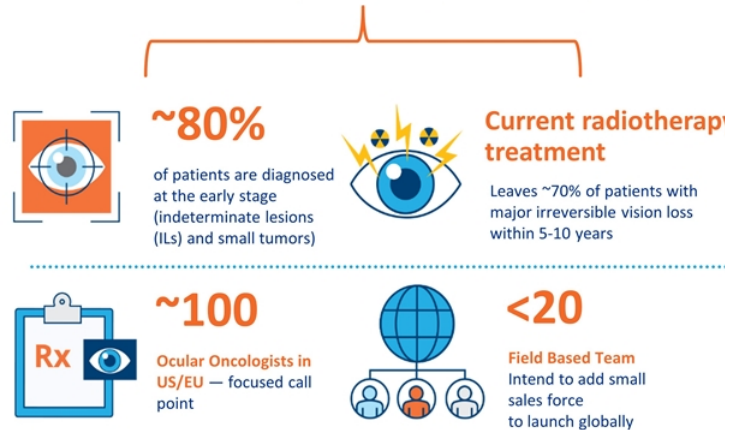 ~80%
of patients are diagnosed
at the early stage
(indeterminate lesions
(ILs) and small tumors)
Current radiotherapy
treatment
Leaves ~70% of patients with
major irreversible vision loss
within 5-10 years
~100
Rx
Ocular Oncologists in
US/EU — focused call
point
<20
Field Based Team
Intend to add small
sales force
to launch globally